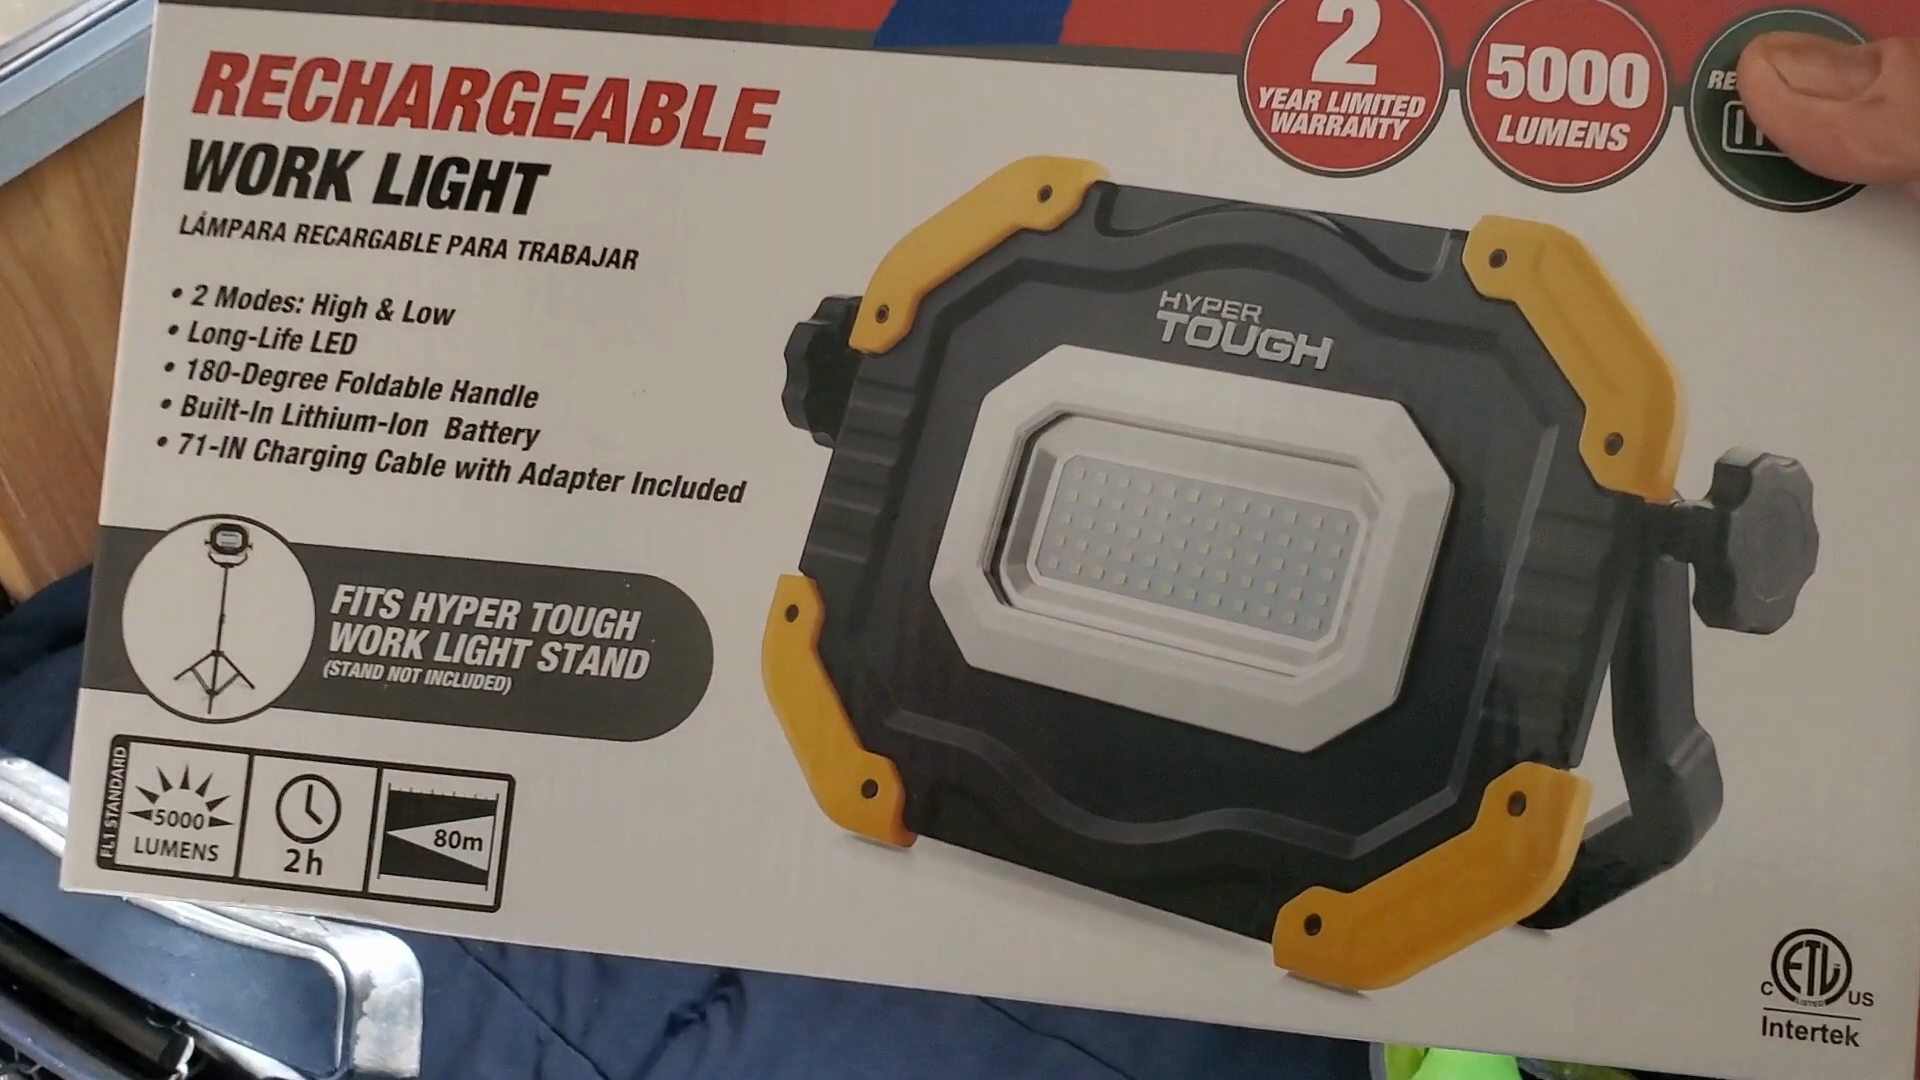 RECHARGEABLE
WORK LIGHT
LÁMPARA RECARGABLE PARA TRABAJAR
• 2 Modes: High & Low
• Long-Life LED
• 180-Degree Foldable Handle
• Built-In Lithium-Ion Battery
• 71-IN Charging Cable with Adapter Included
FITS HYPER TOUGH
WORK LIGHT STAND
(STAND NOT INCLUDED)
FL1 STANDARD
5000
LUMENS
2h
80m
2
YEAR LIMITED
WARRANTY
5000
LUMENS
HYPER
TOUGH
ETL
LISTED
C US
Intertek